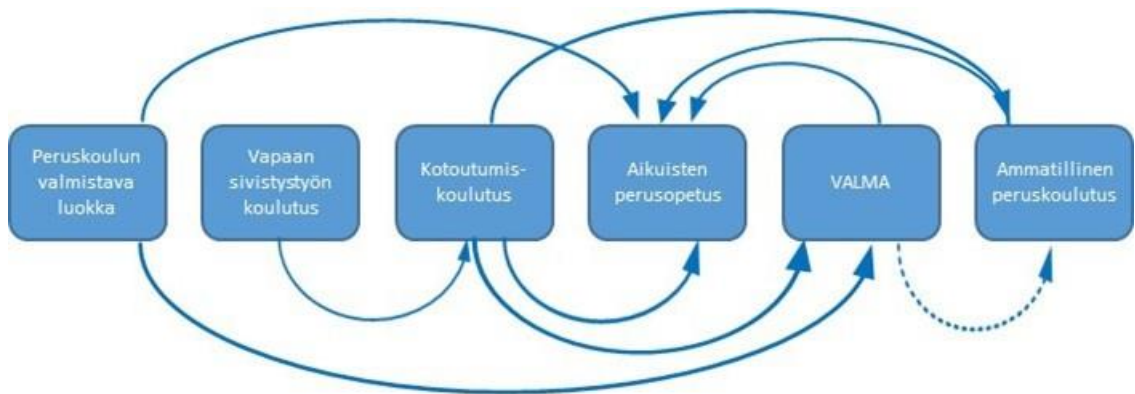 Peruskoulun
valmistava
luokka
Vapaan
sivistystyön
koulutus
Kotoutumis-
koulutus
Aikuisten
perusopetus
VALMA
Ammatillinen
peruskoulutus